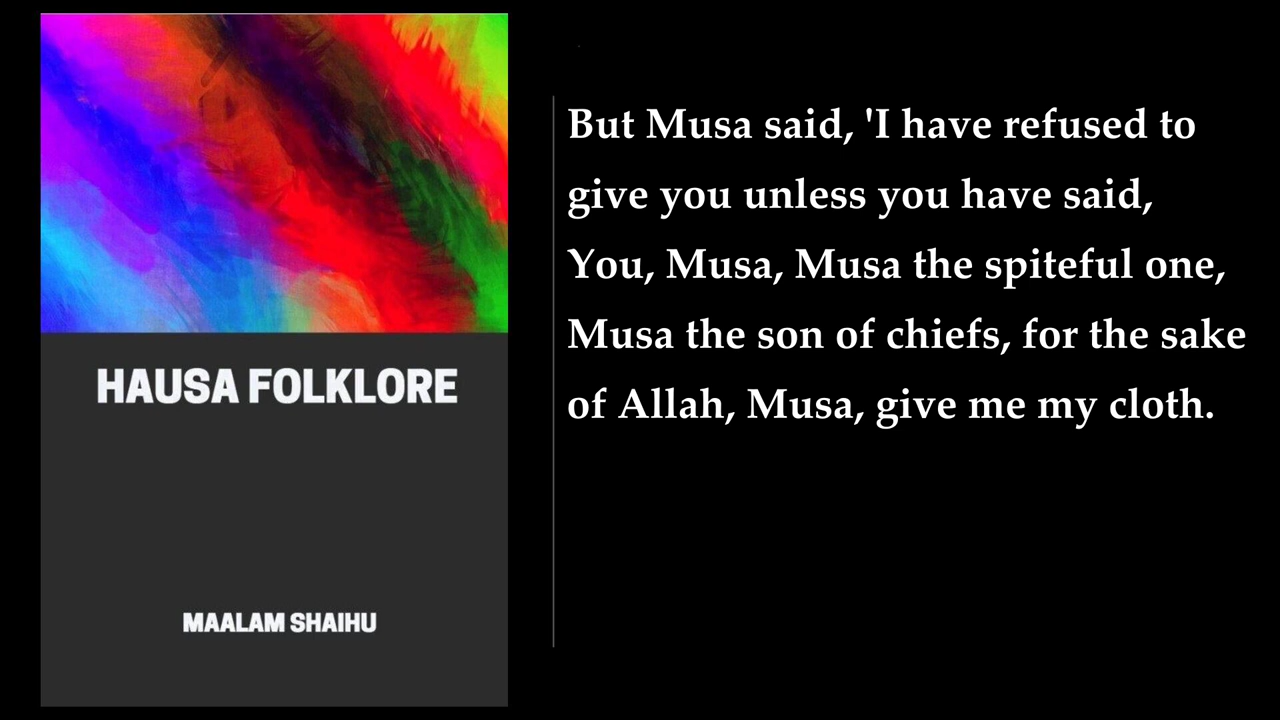 HAUSA FOLKLORE
MAALAM SHAIHU
But Musa said, 'I have refused to
give you unless you have said,
You, Musa, Musa the spiteful one,
Musa the son of chiefs, for the sake
of Allah, Musa, give me my cloth.